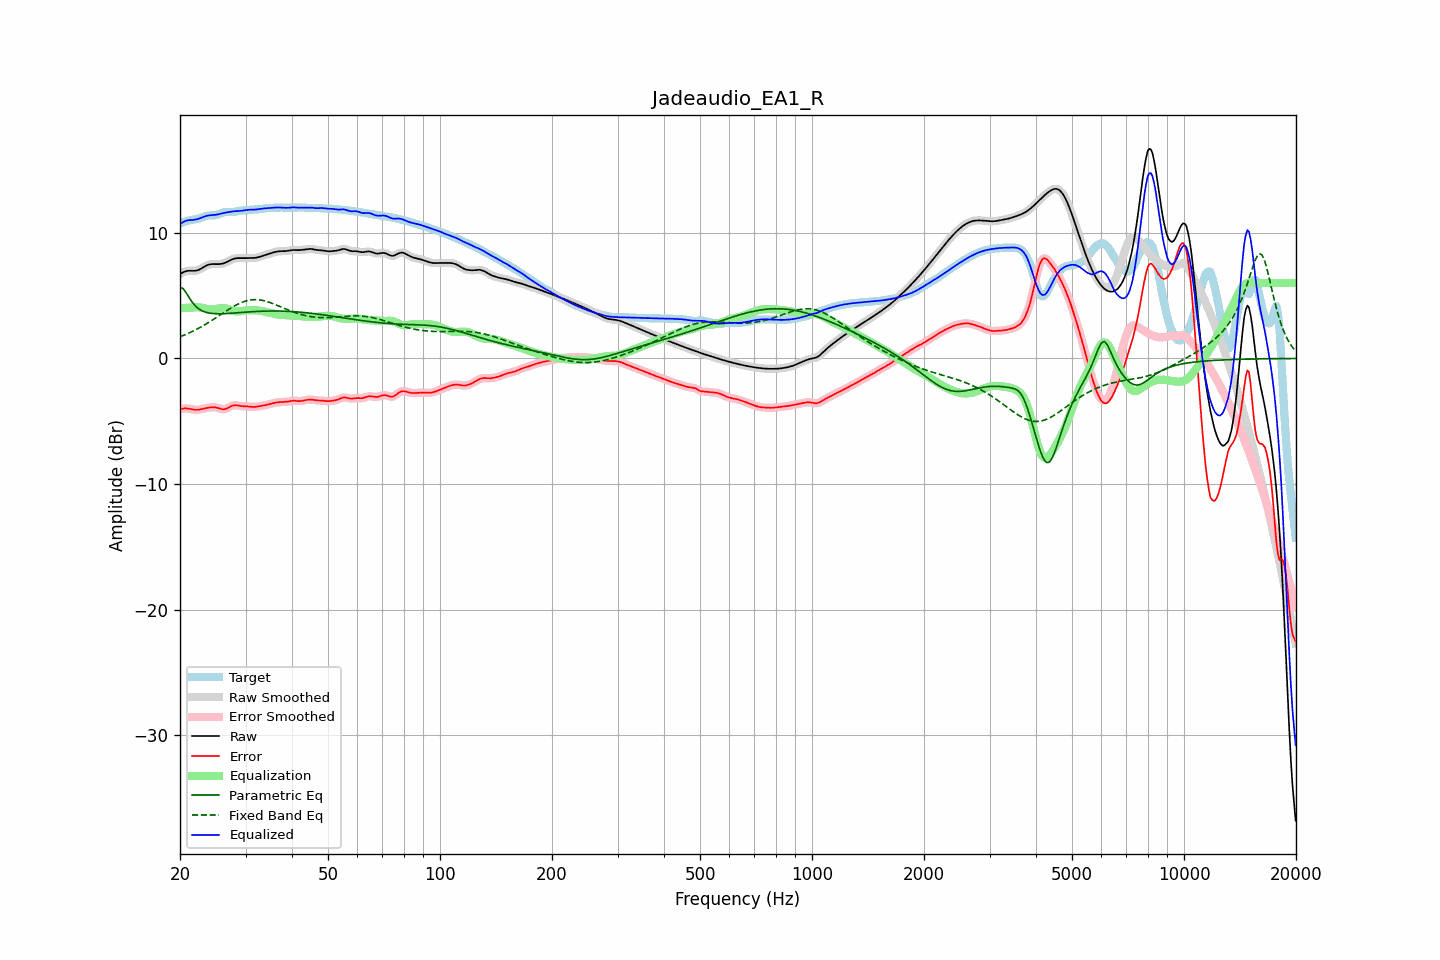 Jadeaudio_EA1_R
Amplitude (dBr)
10
0
−10
−20
−30
Target
Raw Smoothed
Error Smoothed
Raw
Error
Equalization
Parametric Eq
Fixed Band Eq
Equalized
20 50 100 200 500 1000 2000 5000 10000 20000
Frequency (Hz)